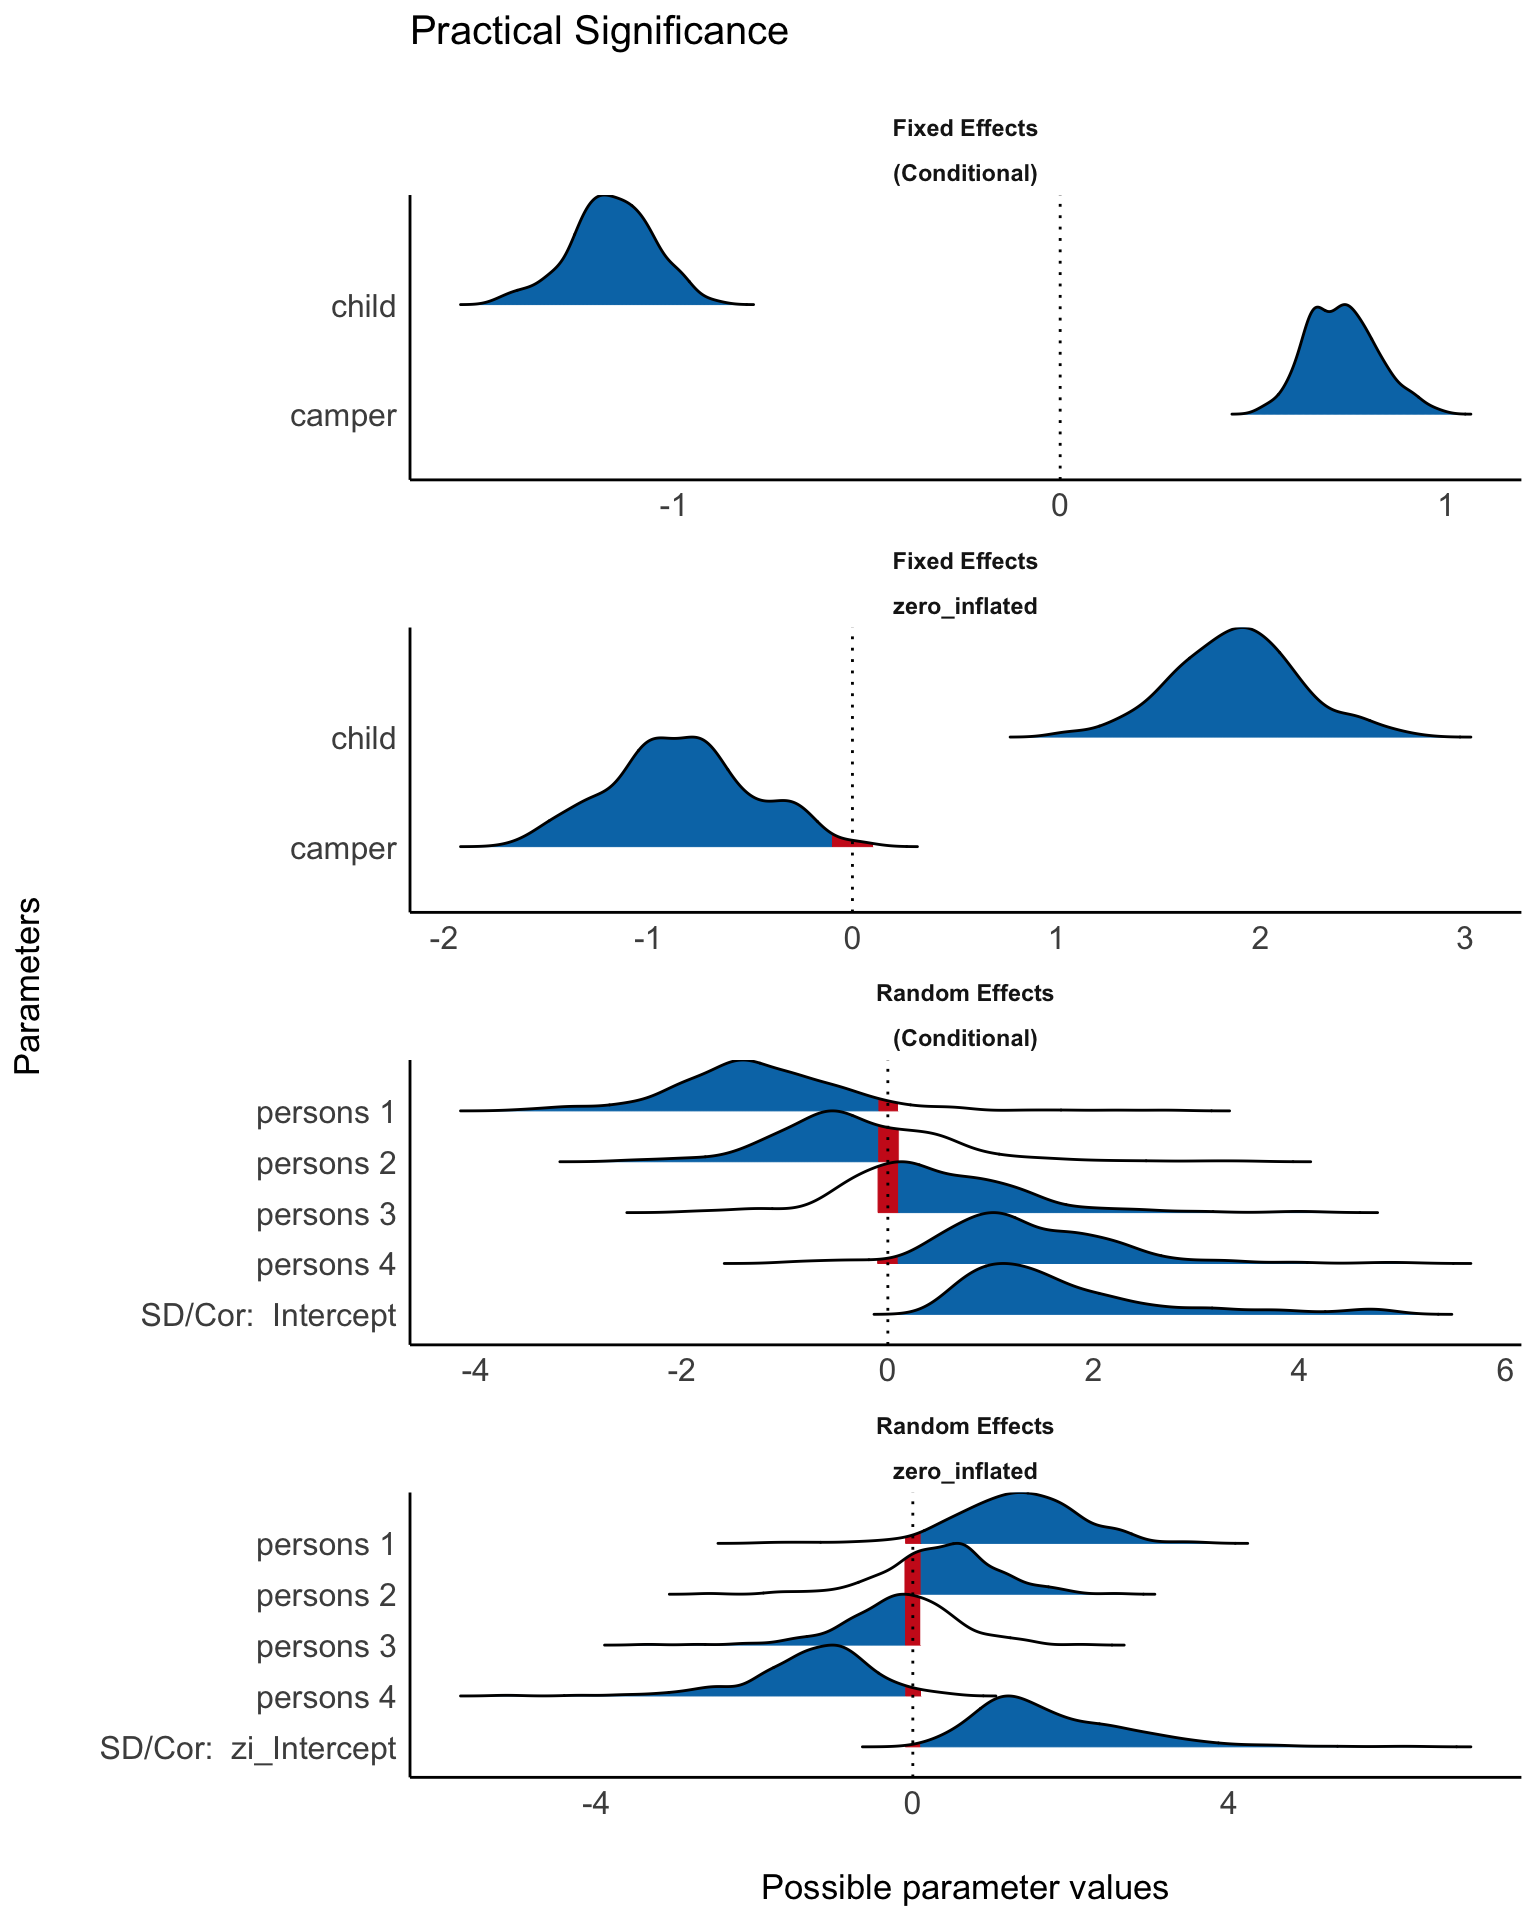 Practical Significance
Fixed Effects
(Conditional)
child
camper
-1 0 1
Fixed Effects
zero_inflated
child
camper
-2 -1 0 1 2 3
Parameters
Random Effects
(Conditional)
persons 1
persons 2
persons 3
persons 4
SD/Cor:  Intercept
-4 -2 0 2 4 6
Random Effects
zero_inflated
persons 1
persons 2
persons 3
persons 4
SD/Cor:  zi_Intercept
-4 0 4
Possible parameter values